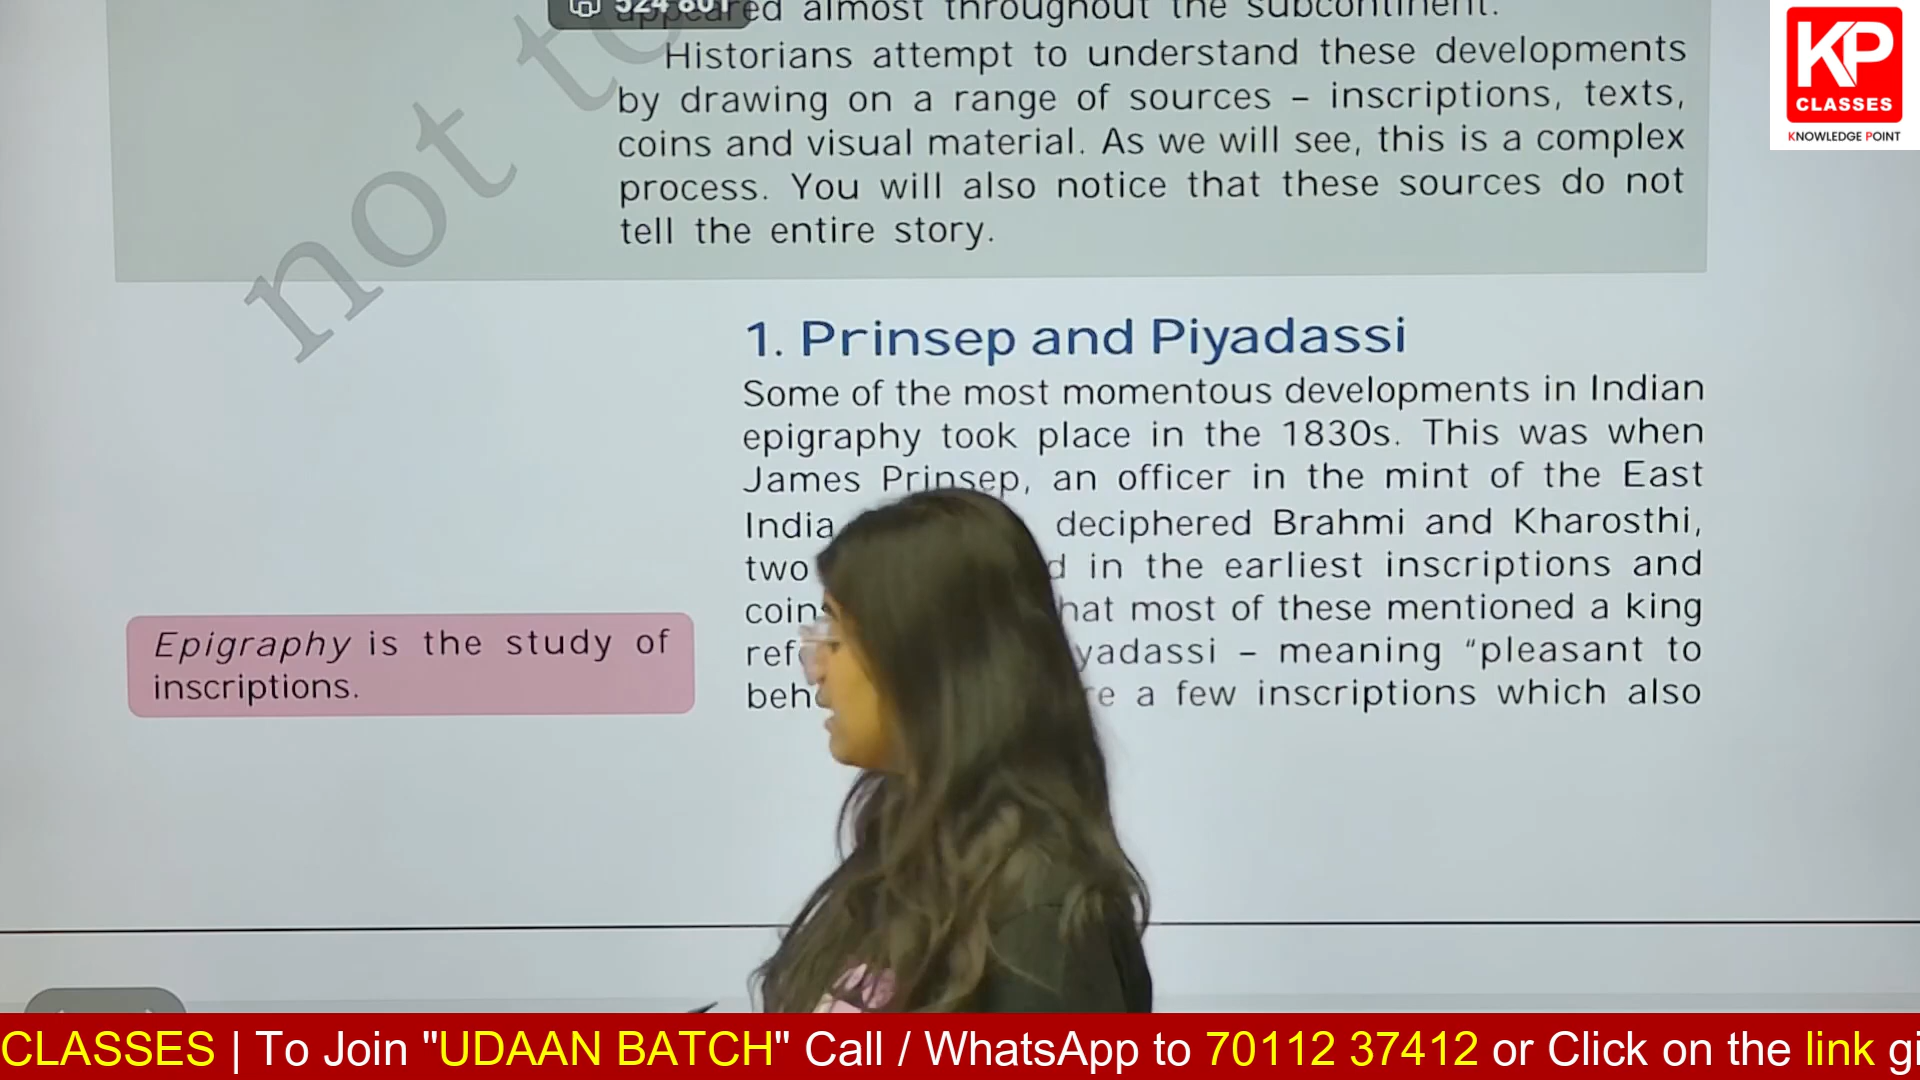 appeared almost throughout the subcontinent.
Historians attempt to understand these developments
by drawing on a range of sources – inscriptions, texts,
coins and visual material. As we will see, this is a complex
process. You will also notice that these sources do not
tell the entire story.
not to
KP
CLASSES
KNOWLEDGE POINT
1. Prinsep and Piyadassi
Some of the most momentous developments in Indian
epigraphy took place in the 1830s. This was when
James Prinsep, an officer in the mint of the East
India deciphered Brahmi and Kharosthi,
two in the earliest inscriptions and
most of these mentioned a king
– meaning “pleasant to
a few inscriptions which also
Epigraphy is the study of
inscriptions.
CLASSES | To Join "UDAAN BATCH" Call / WhatsApp to 70112 37412 or Click on the link gi